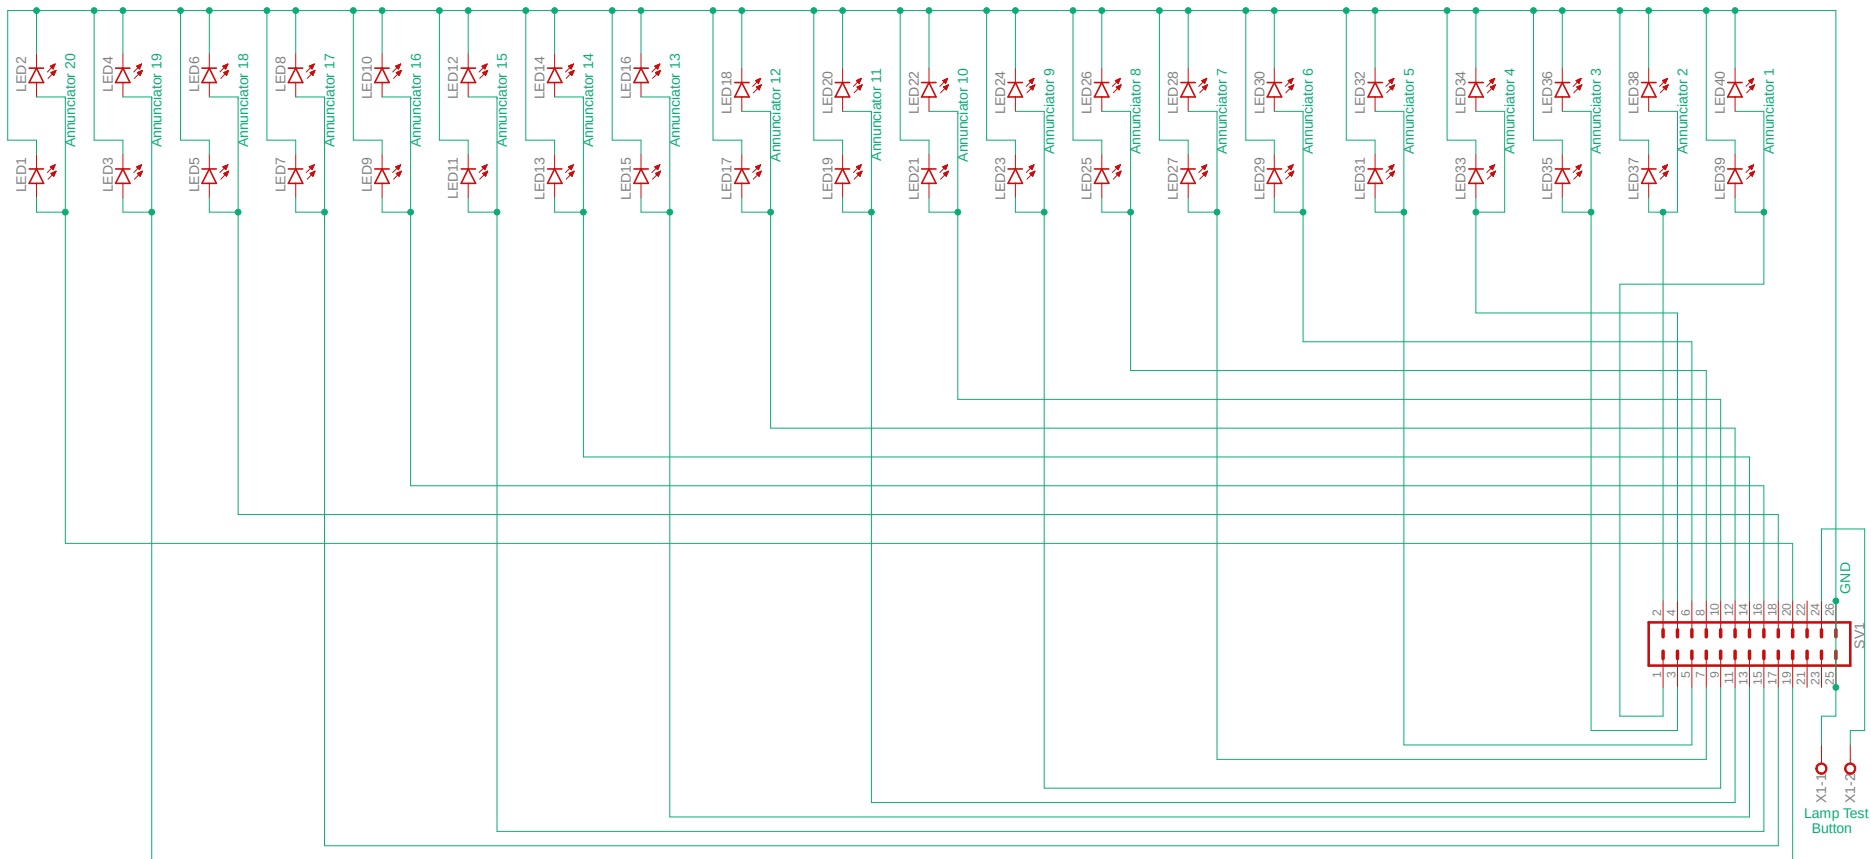 LED2
Annunciator 20
LED4
Annunciator 19
LED6
Annunciator 18
LED8
Annunciator 17
LED10
Annunciator 16
LED12
Annunciator 15
LED14
Annunciator 14
LED16
Annunciator 13
LED18
Annunciator 12
LED20
Annunciator 11
LED22
Annunciator 10
LED24
Annunciator 9
LED26
Annunciator 8
LED28
Annunciator 7
LED30
Annunciator 6
LED32
Annunciator 5
LED34
Annunciator 4
LED36
Annunciator 3
LED38
Annunciator 2
LED40
Annunciator 1
LED1
LED3
LED5
LED7
LED9
LED11
LED13
LED15
LED17
LED19
LED21
LED23
LED25
LED27
LED29
LED31
LED33
LED35
LED37
LED39
GND
2
4
6
8
10
12
14
16
18
20
22
24
26
SV1
1
3
5
7
9
11
13
15
17
19
21
23
25
X1-1
X1-2
Lamp Test
Button